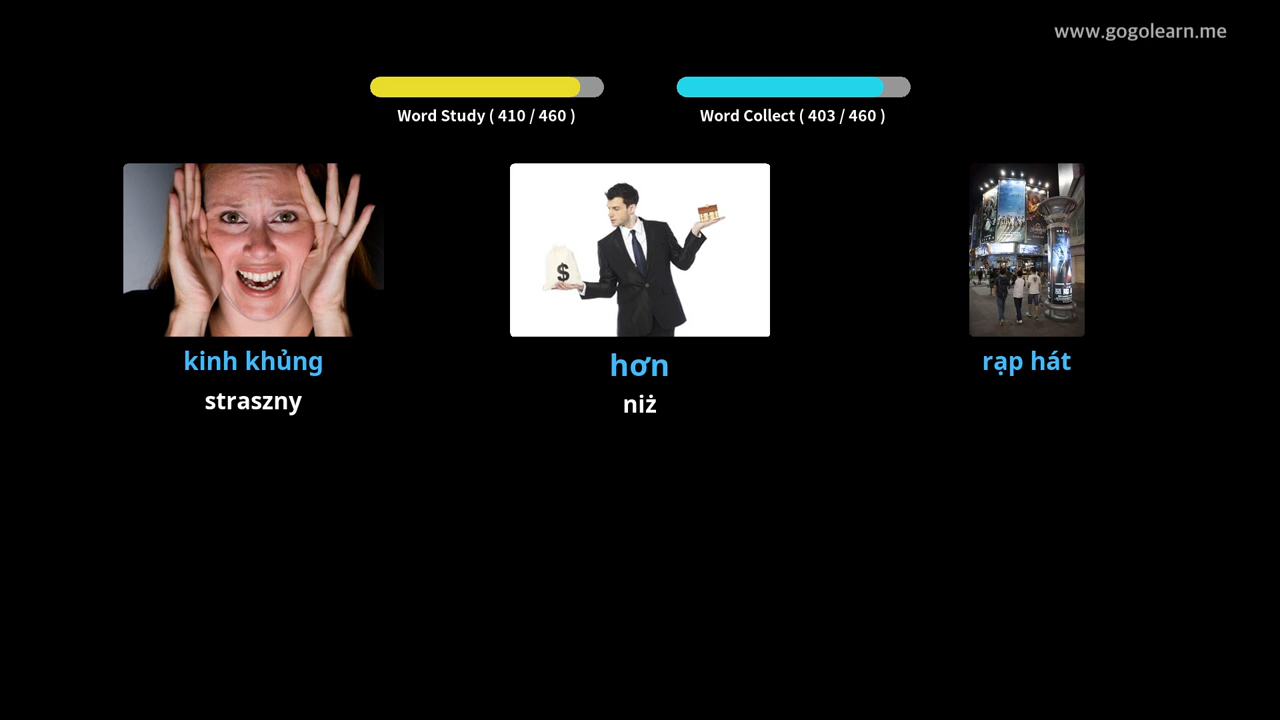 www.gogolearn.me
Word Study ( 410 / 460 )
Word Collect ( 403 / 460 )
$
kinh khủng
hơn
rạp hát
straszny
niż